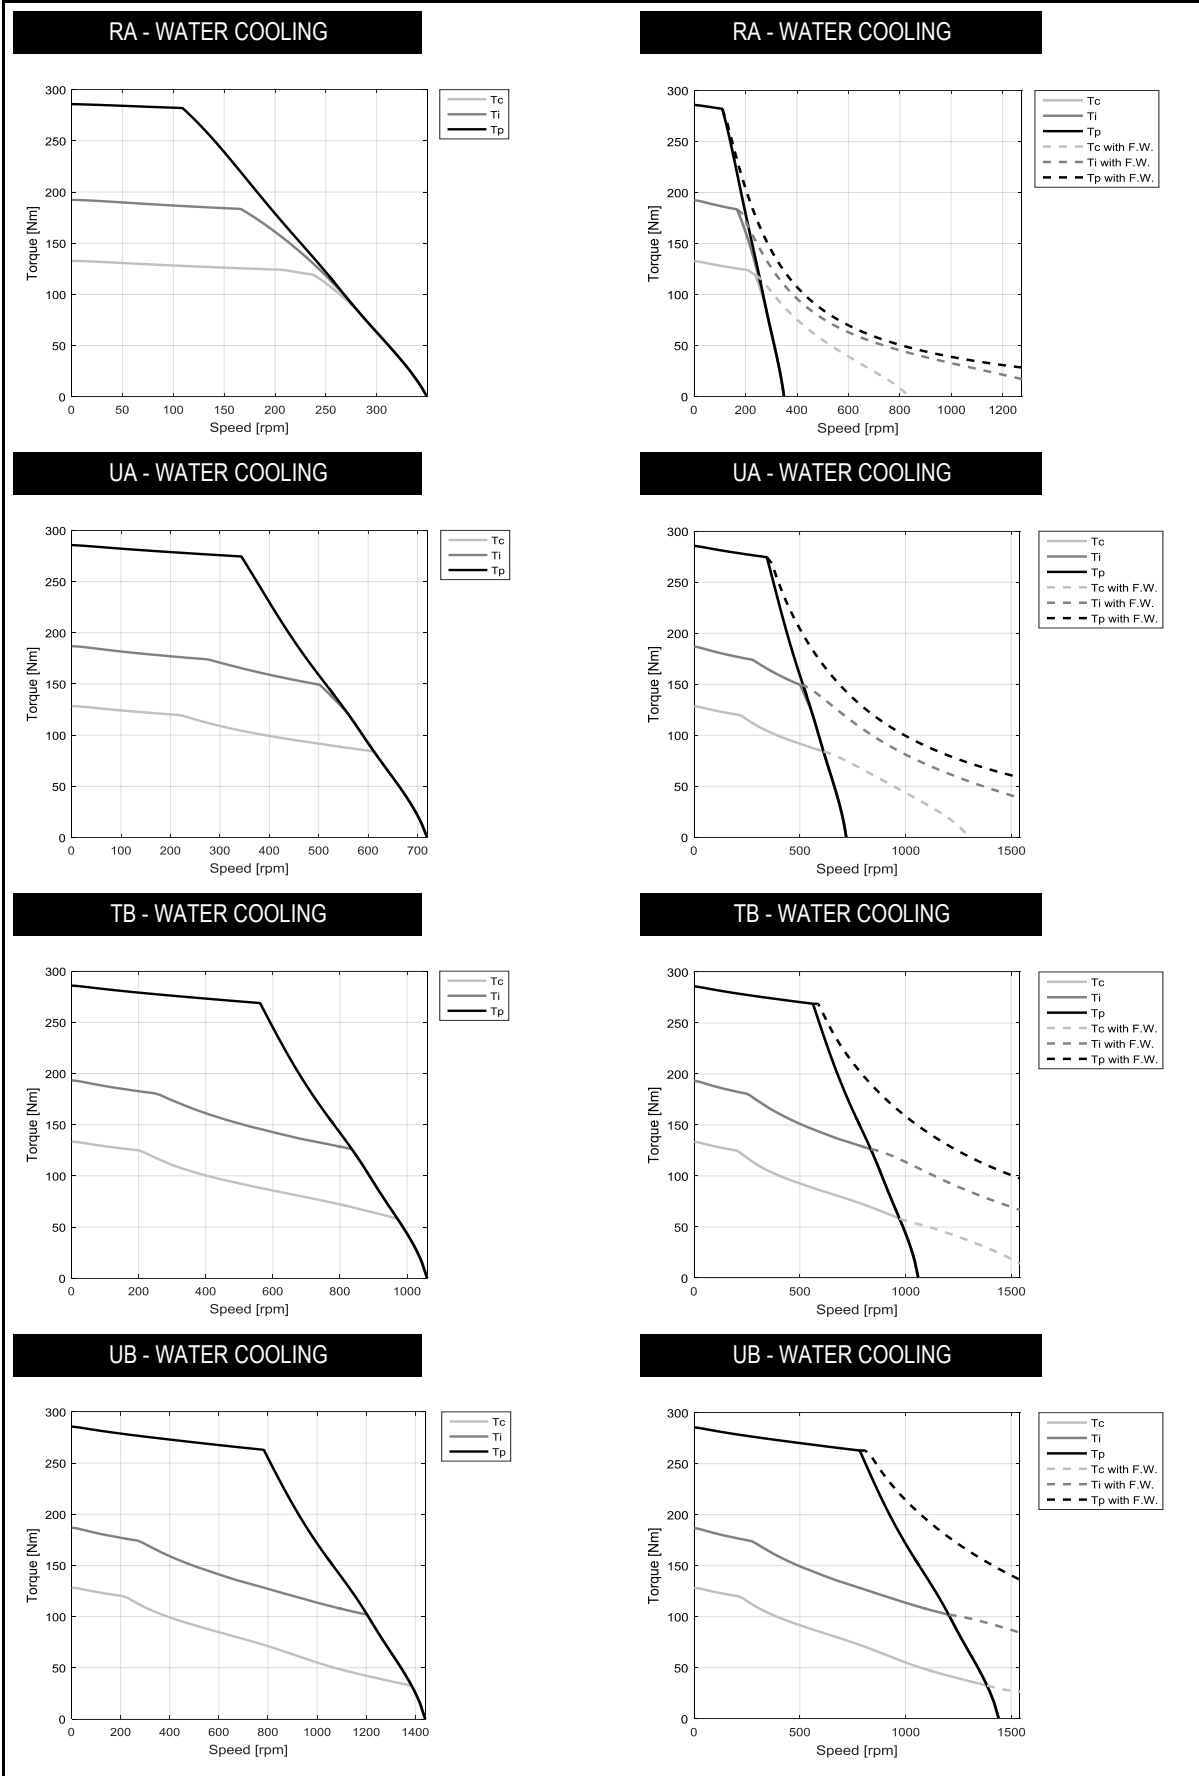 RA - WATER COOLING
300
250
200
150
100
50
0
0 50 100 150 200 250 300
Torque [Nm]
Speed [rpm]
Tc
Ti
Tp
RA - WATER COOLING
300
250
200
150
100
50
0
0 200 400 600 800 1000 1200
Torque [Nm]
Speed [rpm]
Tc
Ti
Tp
Tc with F.W.
Ti with F.W.
Tp with F.W.
UA - WATER COOLING
300
250
200
150
100
50
0
0 100 200 300 400 500 600 700
Torque [Nm]
Speed [rpm]
Tc
Ti
Tp
UA - WATER COOLING
300
250
200
150
100
50
0
0 500 1000 1500
Torque [Nm]
Speed [rpm]
Tc
Ti
Tp
Tc with F.W.
Ti with F.W.
Tp with F.W.
TB - WATER COOLING
300
250
200
150
100
50
0
0 200 400 600 800 1000
Torque [Nm]
Speed [rpm]
Tc
Ti
Tp
TB - WATER COOLING
300
250
200
150
100
50
0
0 500 1000 1500
Torque [Nm]
Speed [rpm]
Tc
Ti
Tp
Tc with F.W.
Ti with F.W.
Tp with F.W.
UB - WATER COOLING
300
250
200
150
100
50
0
0 200 400 600 800 1000 1200 1400
Torque [Nm]
Speed [rpm]
Tc
Ti
Tp
UB - WATER COOLING
300
250
200
150
100
50
0
0 500 1000 1500
Torque [Nm]
Speed [rpm]
Tc
Ti
Tp
Tc with F.W.
Ti with F.W.
Tp with F.W.